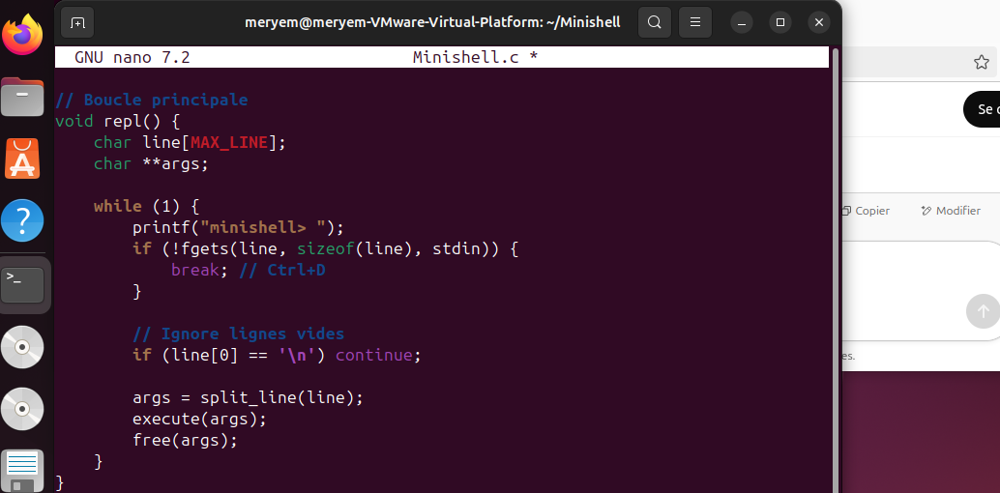 meryem@meryem-VMware-Virtual-Platform: ~/Minishell
GNU nano 7.2 Minishell.c *
// Boucle principale
void repl() {
char line[MAX_LINE];
char **args;
while (1) {
printf("minishell> ");
if (!fgets(line, sizeof(line), stdin)) {
break; // Ctrl+D
}
// Ignore lignes vides
if (line[0] == '\n') continue;
args = split_line(line);
execute(args);
free(args);
}
}
Se
Copier
Modifier
es.